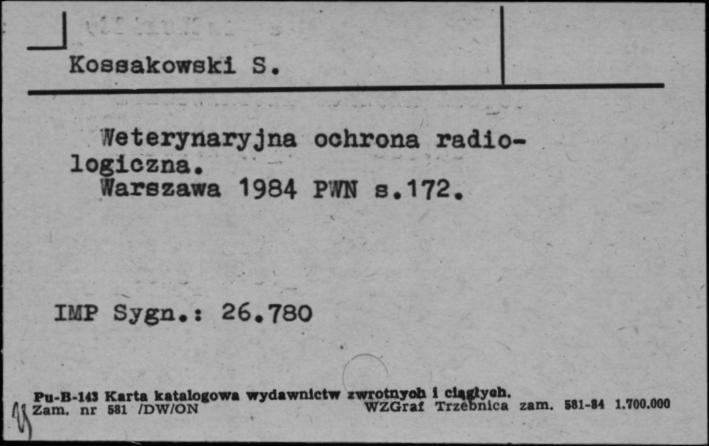 Kossakowski S.
Weterynaryjna ochrona radio-
logiczna.
Warszawa 1984 PWN s.172.
IMP Sygn.: 26.780
Pu-B-143 Karta katalogowa wydawnictw zwrotnych i ciągłych.
Zam. nr 581 /DW/ON WZGraf Trzebnica zam. 581-84 1.700.000